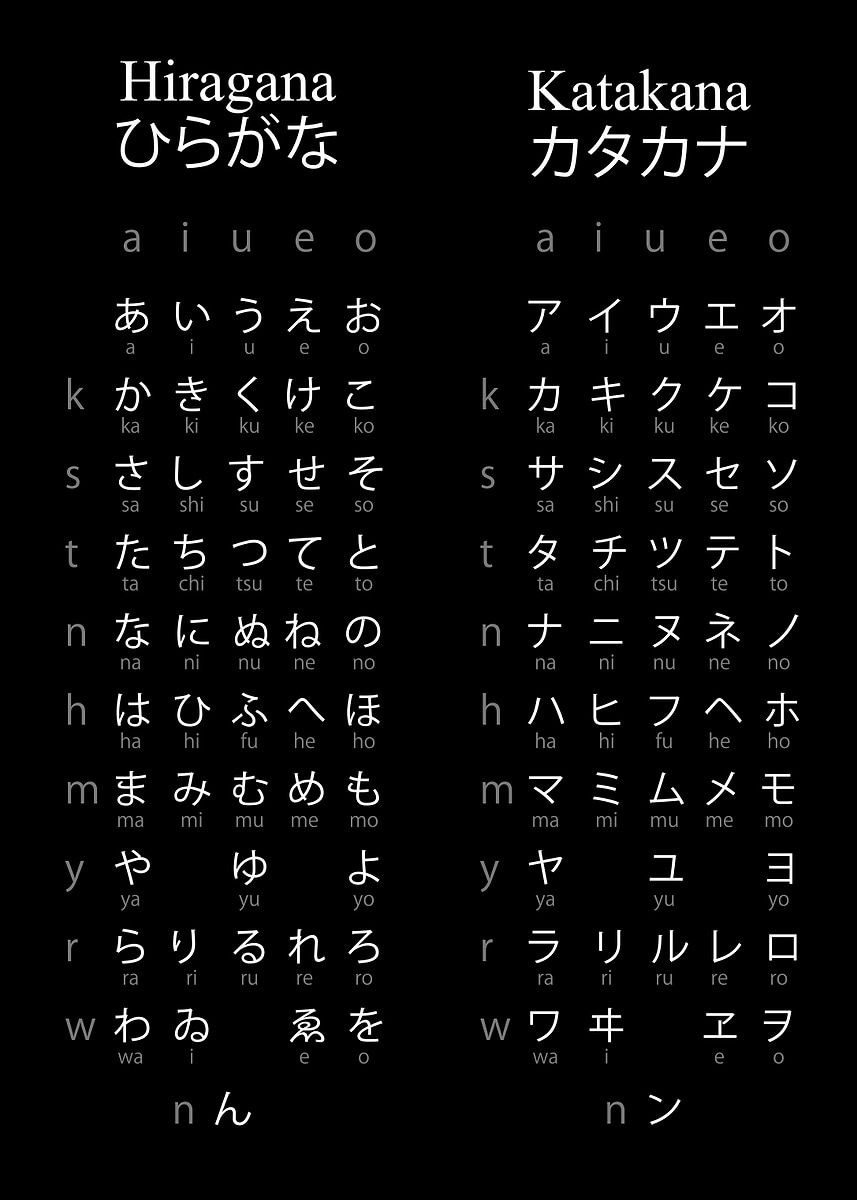 Hiragana
ひらがな
a i u e o
あ い う え お
a i u e o
k か き く け こ
ka ki ku ke ko
s さ し す せ そ
sa shi su se so
t た ち つ て と
ta chi tsu te to
n な に ぬ ね の
na ni nu ne no
h は ひ ふ へ ほ
ha hi fu he ho
m ま み む め も
ma mi mu me mo
y や ゆ よ
ya yu yo
r ら り る れ ろ
ra ri ru re ro
w わ ゐ ゑ を
wa i e o
n ん
Katakana
カタカナ
a i u e o
ア イ ウ エ オ
a i u e o
k カ キ ク ケ コ
ka ki ku ke ko
s サ シ ス セ ソ
sa shi su se so
t タ チ ツ テ ト
ta chi tsu te to
n ナ ニ ヌ ネ ノ
na ni nu ne no
h ハ ヒ フ ヘ ホ
ha hi fu he ho
m マ ミ ム メ モ
ma mi mu me mo
y ヤ ユ ヨ
ya yu yo
r ラ リ ル レ ロ
ra ri ru re ro
w ワ ヰ ヱ ヲ
wa i e o
n ン